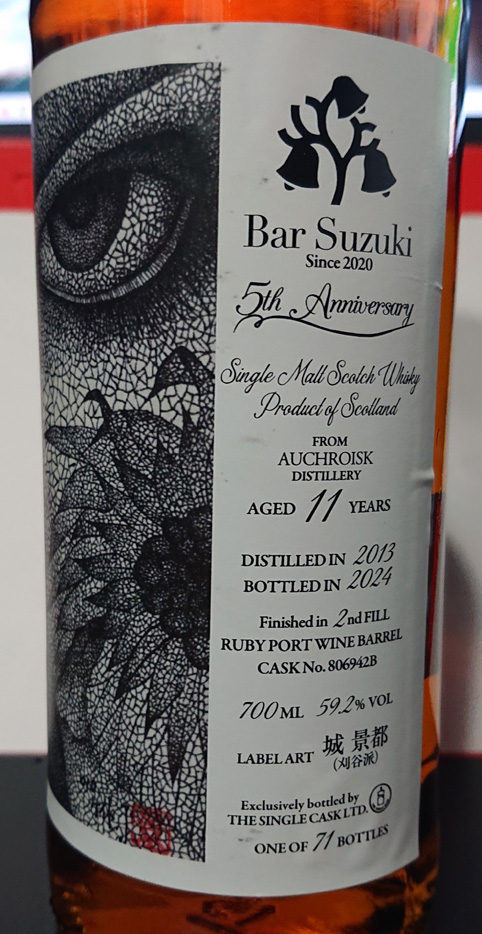 Bar Suzuki
Since 2020
5th Anniversary
Single Malt Scotch Whisky
Product of Scotland
FROM
AUCHROISK
DISTILLERY
AGED 11 YEARS
DISTILLED IN 2013
BOTTLED IN 2024
Finished in 2nd FILL
RUBY PORT WINE BARREL
CASK No. 806942B
700ML 59.2% VOL
LABEL ART 城 景都
(刈谷派)
Exclusively bottled by
THE SINGLE CASK LTD.
ONE OF 71 BOTTLES